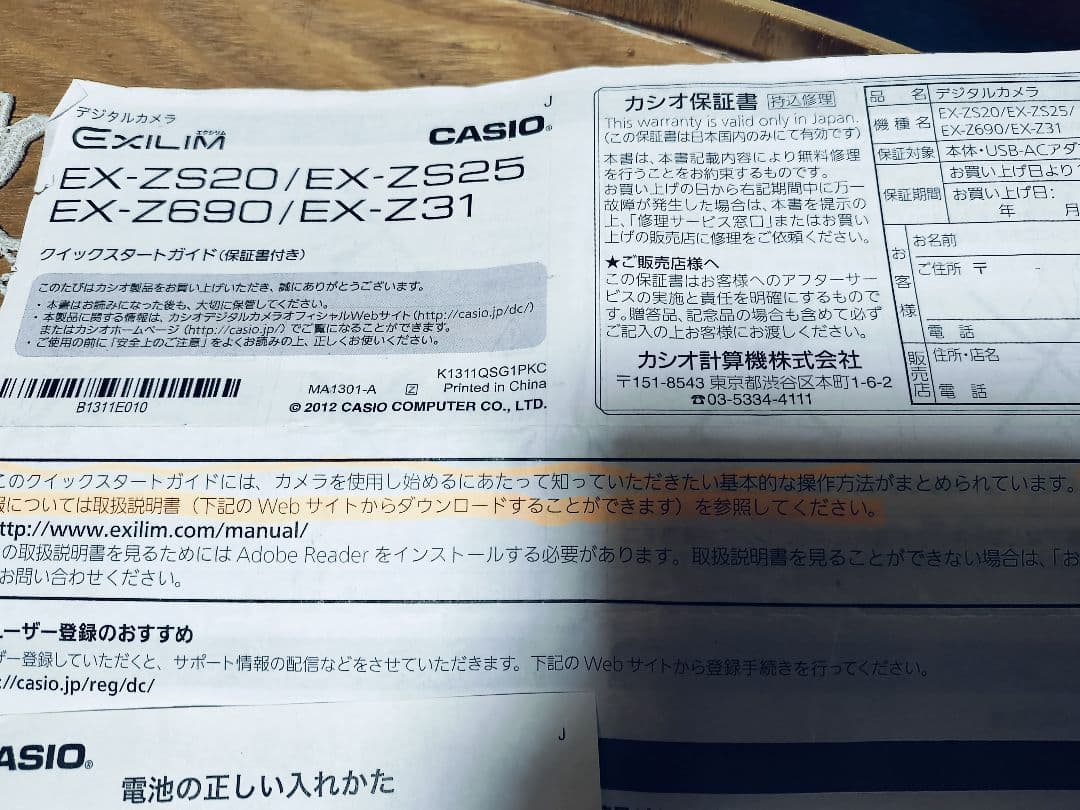 J
デジタルカメラ
エクシリム
EXILIM
CASIO®
EX-ZS20/EX-ZS25
EX-Z690/EX-Z31
クイックスタートガイド(保証書付き)
このたびはカシオ製品をお買い上げいただき、誠にありがとうございます。
・本書はお読みになった後も、大切に保管してください。
・本製品に関する情報は、カシオデジタルカメラオフィシャルWebサイト(http://casio.jp/dc/)
またはカシオホームページ(http://casio.jp/)でご覧になることができます。
・ご使用の前に「安全上のご注意」をよくお読みの上、正しくお使いください。
B1311E010
MA1301-A
K1311QSG1PKC
Printed in China
© 2012 CASIO COMPUTER CO., LTD.
カシオ保証書 持込修理
This warranty is valid only in Japan.
(この保証書は日本国内のみにて有効です)
本書は、本書記載内容により無料修理
を行うことをお約束するものです。
お買い上げの日から右記期間中に万一
故障が発生した場合は、本書を提示の
上、「修理サービス窓口」またはお買い
上げの販売店に修理をご依頼ください。
★ご販売店様へ
この保証書はお客様へのアフターサー
ビスの実施と責任を明確にするもので
す。贈答品、記念品の場合も含めて必ず
ご記入の上お客様にお渡しください。
カシオ計算機株式会社
〒151-8543 東京都渋谷区本町1-6-2
☎03-5334-4111
品名 デジタルカメラ
機種名 EX-ZS20/EX-ZS25/
EX-Z690/EX-Z31
保証対象 本体・USB-ACアダ
保証期間 お買い上げ日より
お買い上げ日:
年 月
お客様
お名前
ご住所 〒
電話
販売店
住所・店名
電話
このクイックスタートガイドには、カメラを使用し始めるにあたって知っていただきたい基本的な操作方法がまとめられています。
報については取扱説明書(下記のWebサイトからダウンロードすることができます)を参照してください。
ttp://www.exilim.com/manual/
の取扱説明書を見るためにはAdobe Readerをインストールする必要があります。取扱説明書を見ることができない場合は、「お
お問い合わせください。
ーザー登録のおすすめ
ザー登録していただくと、サポート情報の配信などをさせていただきます。下記のWebサイトから登録手続きを行ってください。
://casio.jp/reg/dc/
J
ASIO®
電池の正しい入れかた